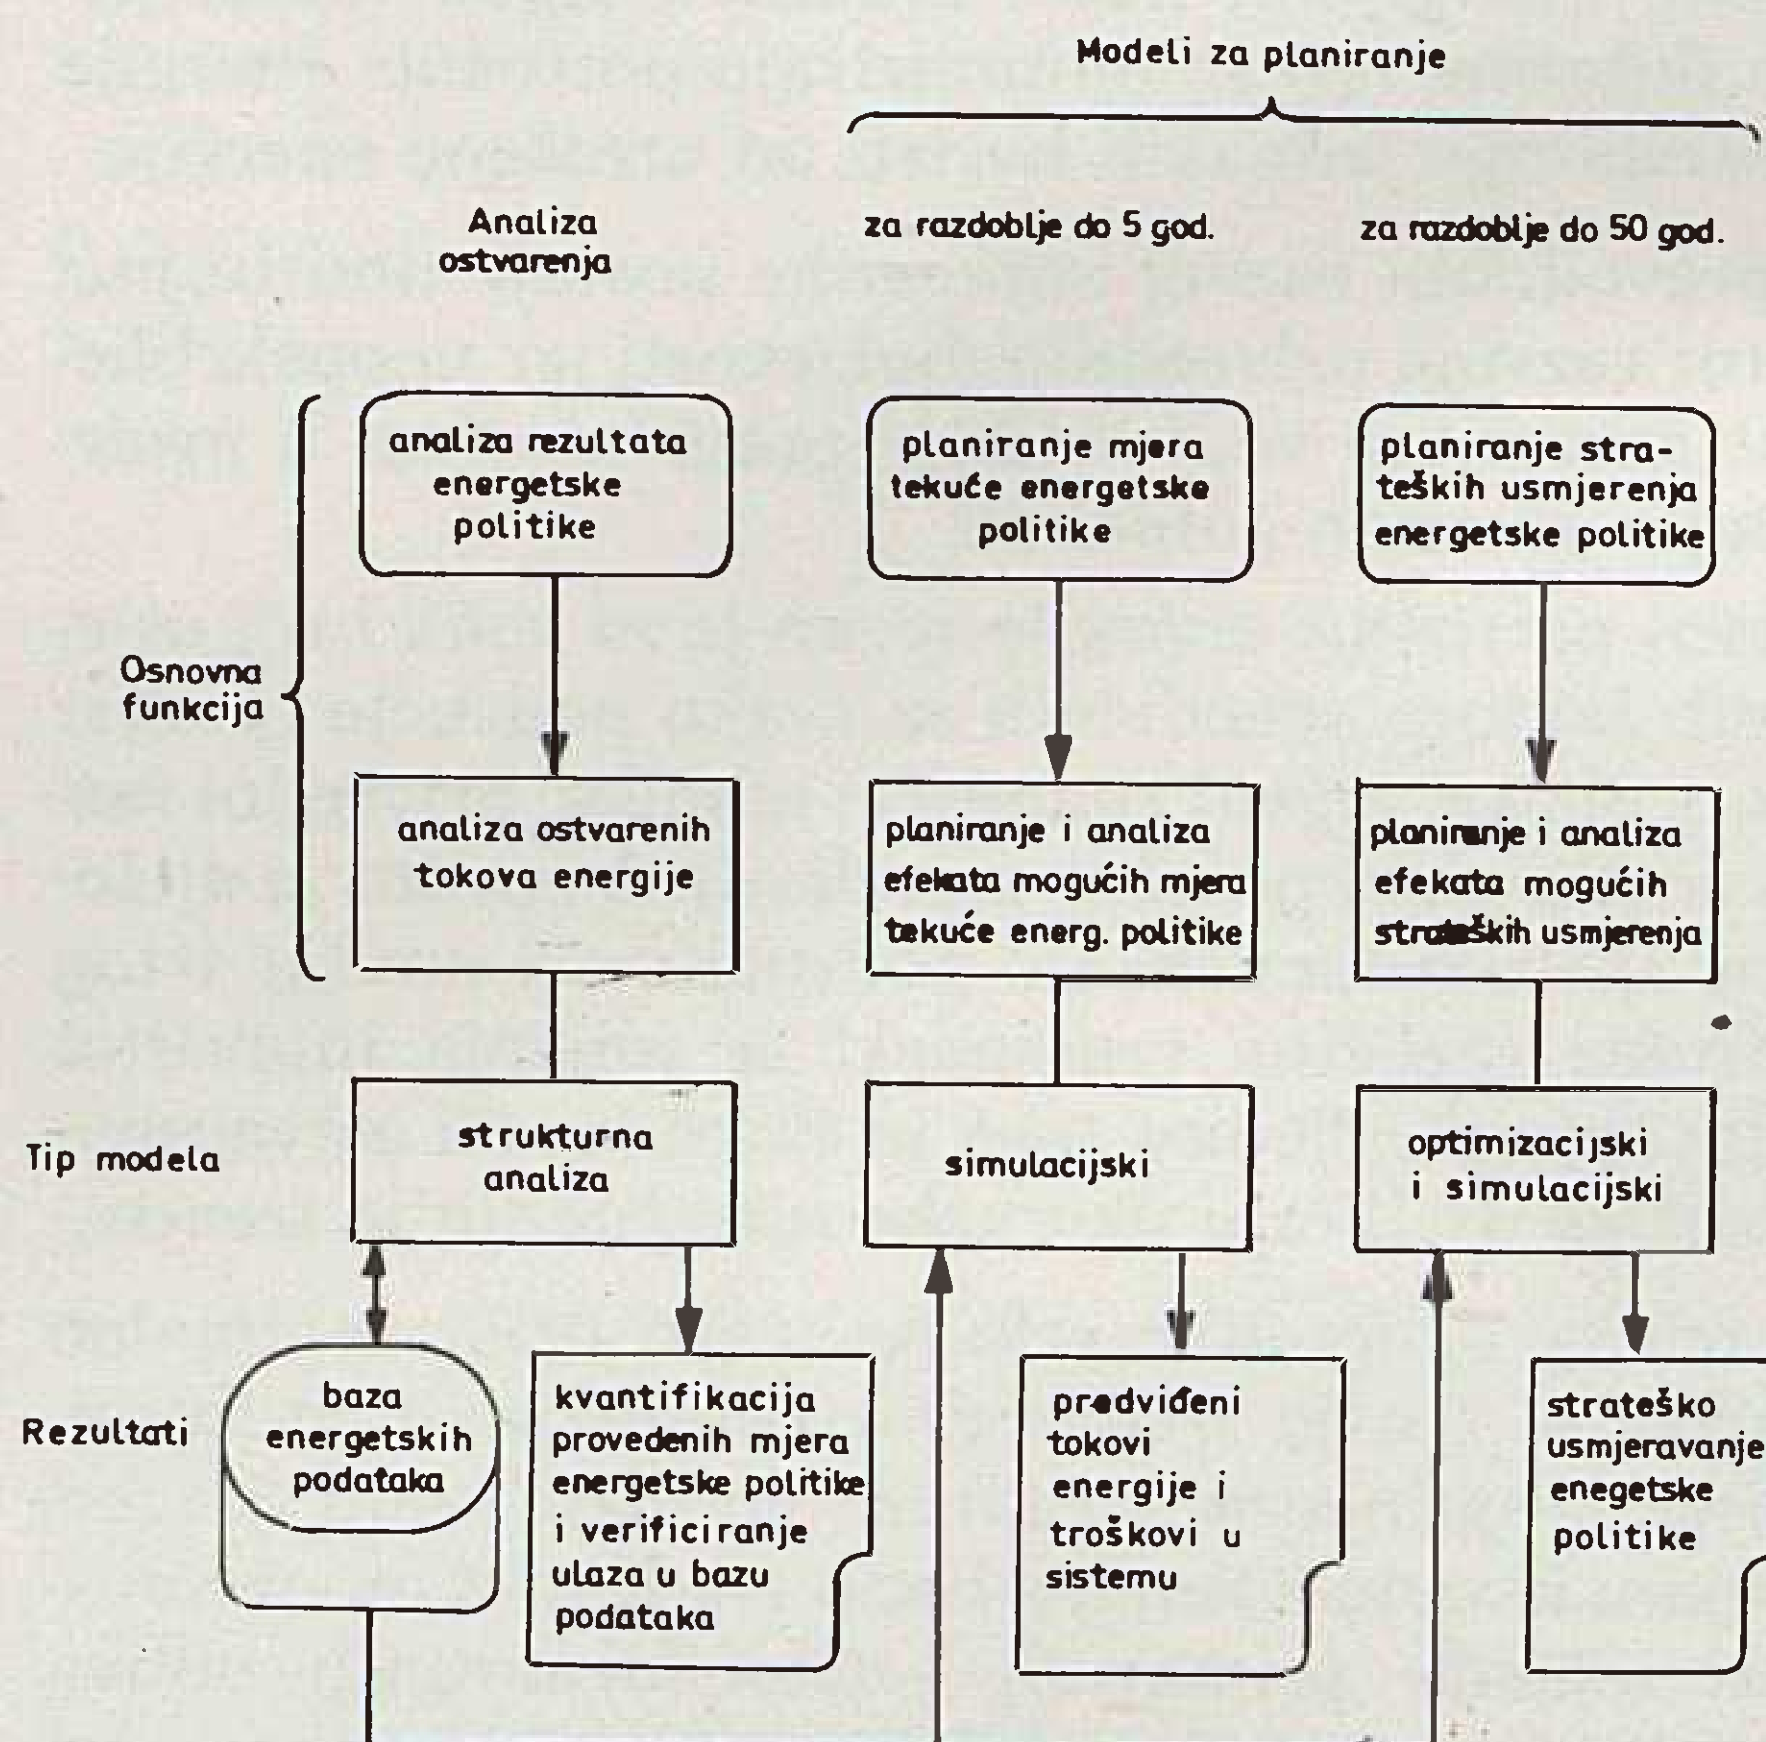 Modeli za planiranje
Analiza
ostvarenja
za razdoblje do 5 god.
za razdoblje do 50 god.
Osnovna
funkcija
analiza rezultata
energetske
politike
planiranje mjera
tekuće energetske
politike
planiranje stra-
teških usmjerenja
energetske politike
analiza ostvarenih
tokova energije
planiranje i analiza
efekata mogućih mjera
tekuće energ. politike
planiranje i analiza
efekata mogućih
strateških usmjerenja
Tip modela
strukturna
analiza
simulacijski
optimizacijski
i simulacijski
Rezultati
baza
energetskih
podataka
kvantifikacija
provedenih mjera
energetske politike
i verificiranje
ulaza u bazu
podataka
predviđeni
tokovi
energije i
troškovi u
sistemu
strateško
usmjeravanje
enegetske
politike